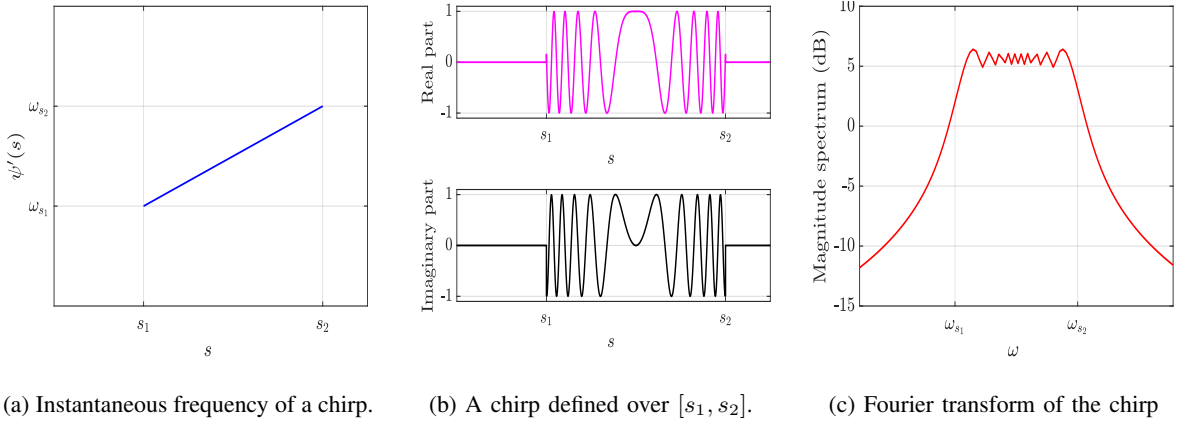 ψ′(s)
ω_{s_2}
ω_{s_1}
s_1
s_2
s
(a) Instantaneous frequency of a chirp.
Real part
1
0
-1
s_1
s_2
s
Imaginary part
1
0
-1
s_1
s_2
s
(b) A chirp defined over [s_1, s_2].
Magnitude spectrum (dB)
10
5
0
-5
-10
-15
ω_{s_1}
ω_{s_2}
ω
(c) Fourier transform of the chirp